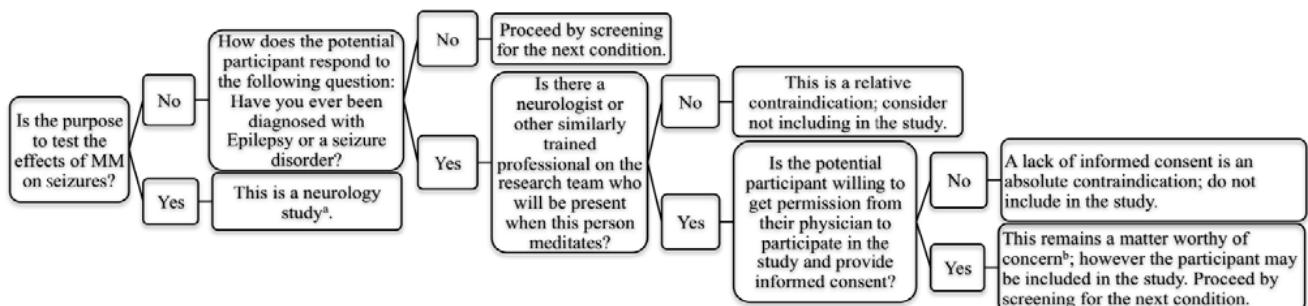 Is the purpose
to test the
effects of MM
on seizures?
No
Yes
How does the potential
participant respond to
the following question:
Have you ever been
diagnosed with
Epilepsy or a seizure
disorder?
This is a neurology
studyᵃ.
No
Yes
Proceed by screening
for the next condition.
Is there a
neurologist or
other similarly
trained
professional on the
research team who
will be present
when this person
meditates?
No
Yes
This is a relative
contraindication; consider
not including in the study.
Is the potential
participant willing to
get permission from
their physician to
participate in the
study and provide
informed consent?
No
Yes
A lack of informed consent is an
absolute contraindication; do not
include in the study.
This remains a matter worthy of
concernᵇ; however the participant may
be included in the study. Proceed by
screening for the next condition.